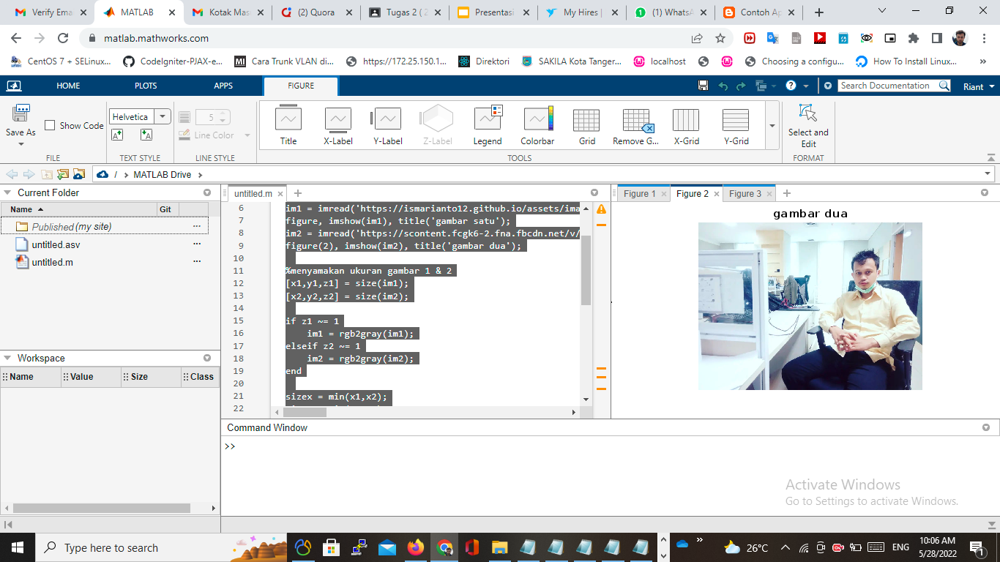 Verify Ema
MATLAB
Kotak Mas
(2) Quora
Tugas 2 ( 2
Presentasi
My Hires |
(1) WhatsA
Contoh Ap
matlab.mathworks.com
CentOS 7 + SELinux...
CodeIgniter-PJAX-e...
Cara Trunk VLAN di...
https://172.25.150.1...
Direktori
SAKILA Kota Tanger...
localhost
Choosing a configu...
How To Install Linux...
HOME
PLOTS
APPS
FIGURE
Search Documentation
Riant
Save As
Show Code
FILE
Helvetica
TEXT STYLE
5
Line Color
LINE STYLE
Title
X-Label
Y-Label
Z-Label
Legend
Colorbar
Grid
Remove G...
X-Grid
Y-Grid
TOOLS
Select and
Edit
FORMAT
/ › MATLAB Drive ›
Current Folder
Name
Git
Published (my site)
untitled.asv
untitled.m
Workspace
Name
Value
Size
Class
untitled.m
6 im1 = imread('https://ismarianto12.github.io/assets/ima
7 figure, imshow(im1), title('gambar satu');
8 im2 = imread('https://scontent.fcgk6-2.fna.fbcdn.net/v/
9 figure(2), imshow(im2), title('gambar dua');
10
11 %menyamakan ukuran gambar 1 & 2
12 [x1,y1,z1] = size(im1);
13 [x2,y2,z2] = size(im2);
14
15 if z1 ~= 1
16 im1 = rgb2gray(im1);
17 elseif z2 ~= 1
18 im2 = rgb2gray(im2);
19 end
20
21 sizex = min(x1,x2);
22
Figure 1
Figure 2
Figure 3
gambar dua
Command Window
>>
Activate Windows
Go to Settings to activate Windows.
Type here to search
26°C
ENG
10:06 AM
5/28/2022
1